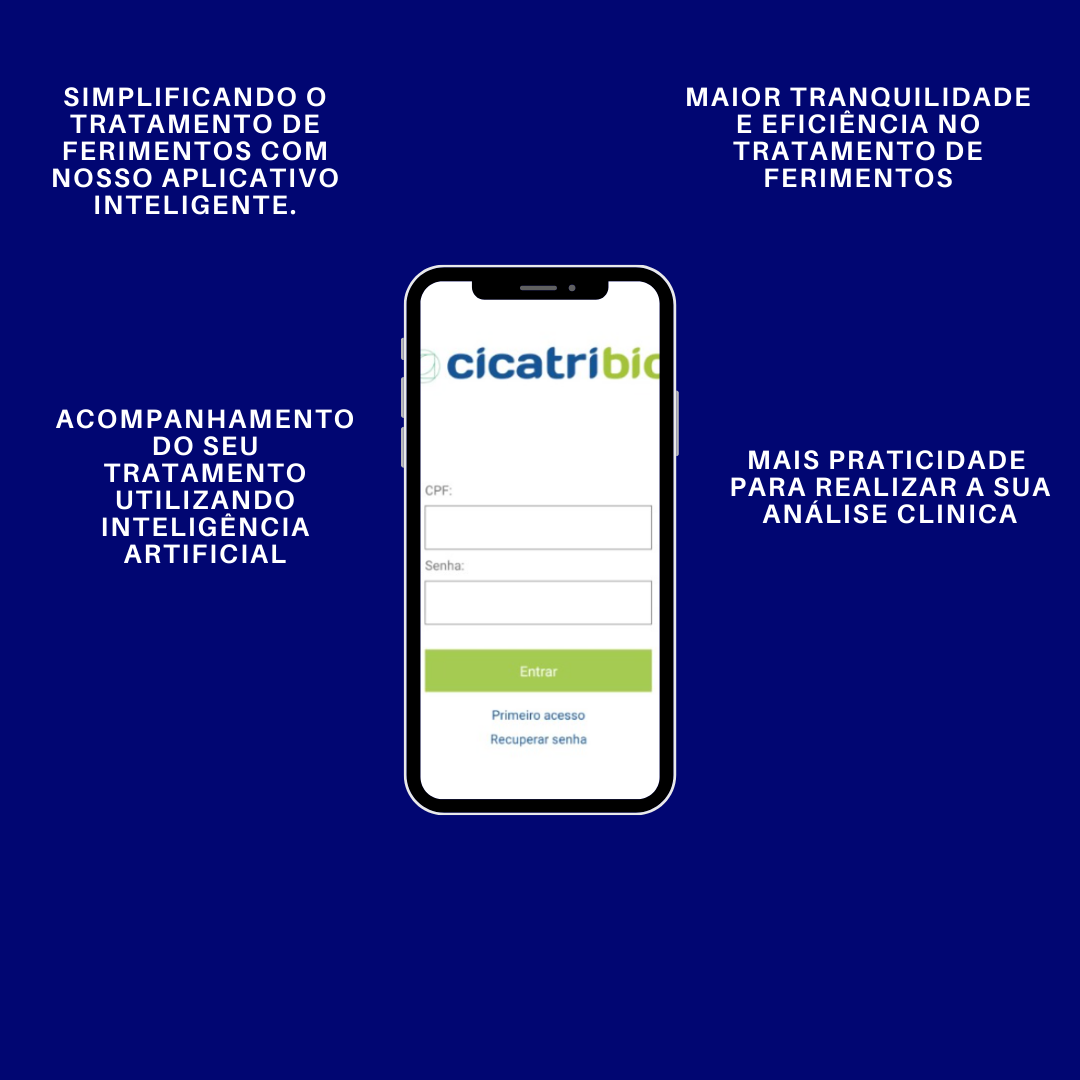 SIMPLIFICANDO O
TRATAMENTO DE
FERIMENTOS COM
NOSSO APLICATIVO
INTELIGENTE.
MAIOR TRANQUILIDADE
E EFICIÊNCIA NO
TRATAMENTO DE
FERIMENTOS
ACOMPANHAMENTO
DO SEU
TRATAMENTO
UTILIZANDO
INTELIGÊNCIA
ARTIFICIAL
cicatribio
CPF:
Senha:
Entrar
Primeiro acesso
Recuperar senha
MAIS PRATICIDADE
PARA REALIZAR A SUA
ANÁLISE CLINICA